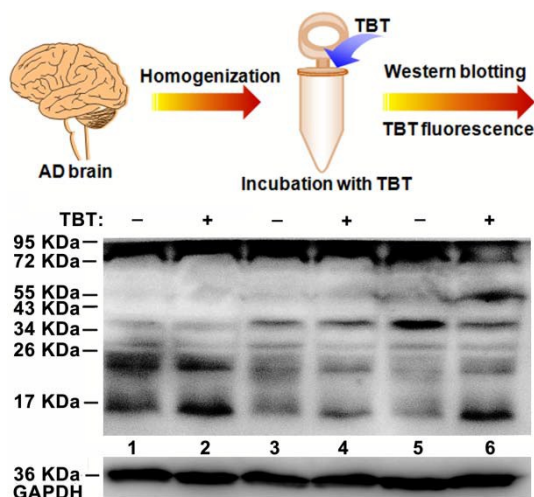 TBT
Homogenization
Western blotting
TBT fluorescence
AD brain
Incubation with TBT
TBT: – + – + – +
95 KDa
72 KDa
55 KDa
43 KDa
34 KDa
26 KDa
17 KDa
1 2 3 4 5 6
36 KDa
GAPDH